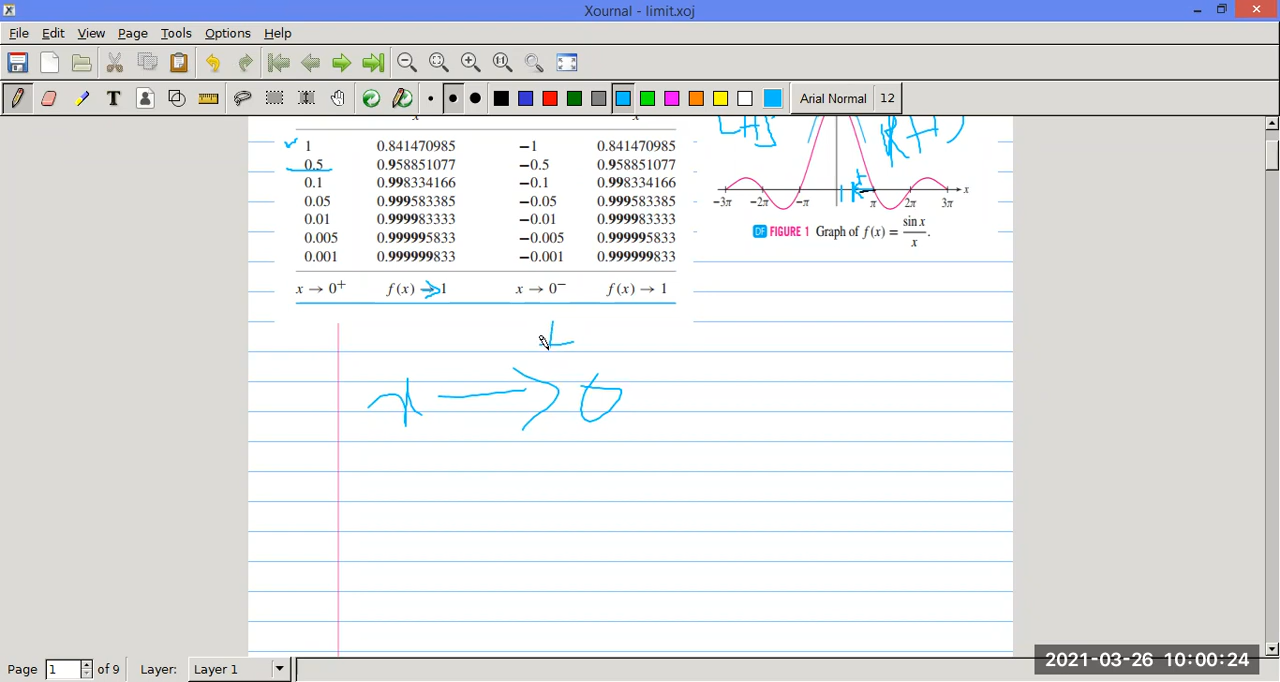 Xournal - limit.xoj
File Edit View Page Tools Options Help
Arial Normal 12
x x
1 0.841470985 −1 0.841470985
0.5 0.958851077 −0.5 0.958851077
0.1 0.998334166 −0.1 0.998334166
0.05 0.999583385 −0.05 0.999583385
0.01 0.999983333 −0.01 0.999983333
0.005 0.999995833 −0.005 0.999995833
0.001 0.999999833 −0.001 0.999999833
x → 0⁺ f(x) → 1 x → 0⁻ f(x) → 1
−3π −2π −π π 2π 3π x
DF FIGURE 1 Graph of f(x) = sin x / x.
L
x → 0
Page 1 of 9 Layer: Layer 1
2021-03-26 10:00:24